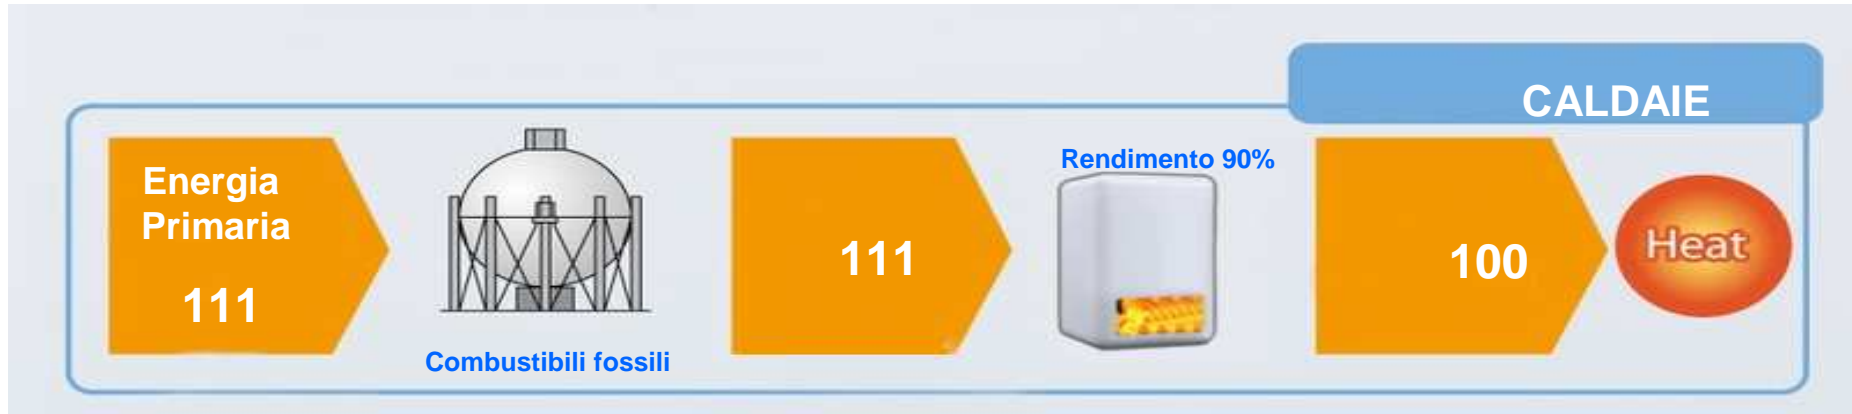 CALDAIE
Energia
Primaria
111
Combustibili fossili
111
Rendimento 90%
100
Heat